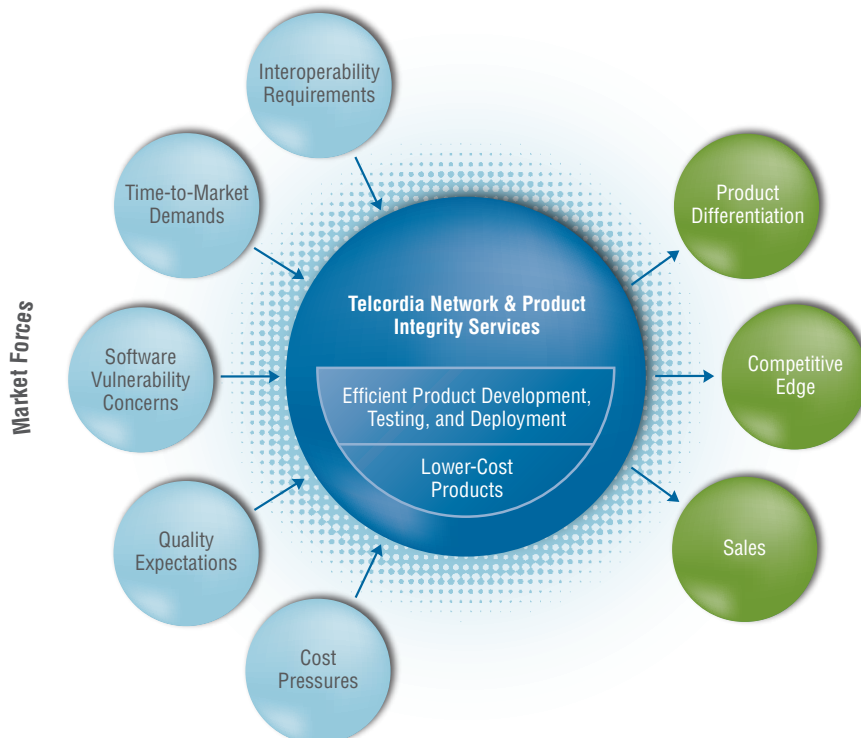 Interoperability
Requirements
Time-to-Market
Demands
Product
Differentiation
Market Forces
Telcordia Network & Product
Integrity Services
Software
Vulnerability
Concerns
Efficient Product Development,
Testing, and Deployment
Competitive
Edge
Lower-Cost
Products
Quality
Expectations
Sales
Cost
Pressures